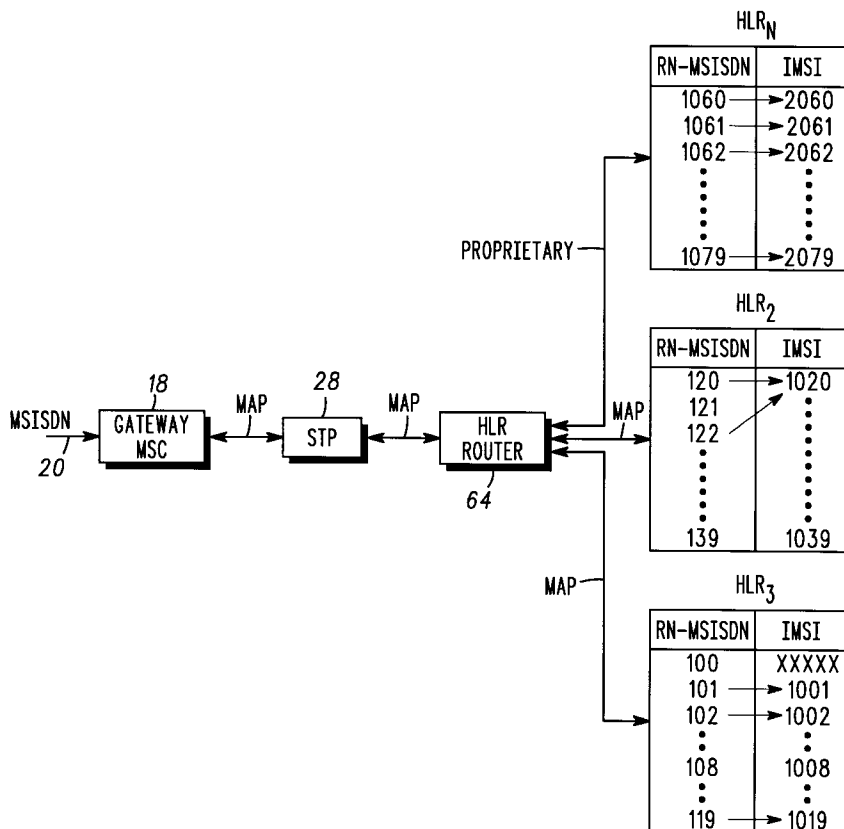 HLR_N
RN-MSISDN IMSI
1060 2060
1061 2061
1062 2062
1079 2079
PROPRIETARY
HLR_2
RN-MSISDN IMSI
120 1020
121
122
139 1039
MSISDN
20
18
GATEWAY
MSC
MAP
28
STP
MAP
HLR
ROUTER
64
MAP
MAP
HLR_3
RN-MSISDN IMSI
100 XXXXX
101 1001
102 1002
108 1008
119 1019